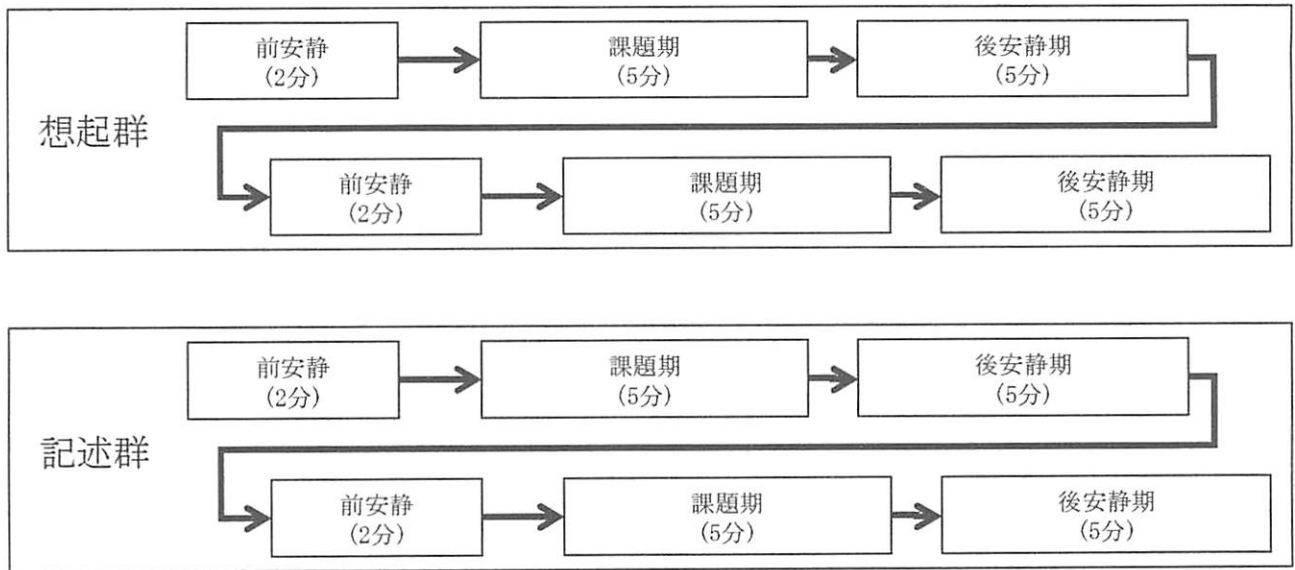 前安静
(2分)
課題期
(5分)
後安静期
(5分)
想起群
前安静
(2分)
課題期
(5分)
後安静期
(5分)
前安静
(2分)
課題期
(5分)
後安静期
(5分)
記述群
前安静
(2分)
課題期
(5分)
後安静期
(5分)